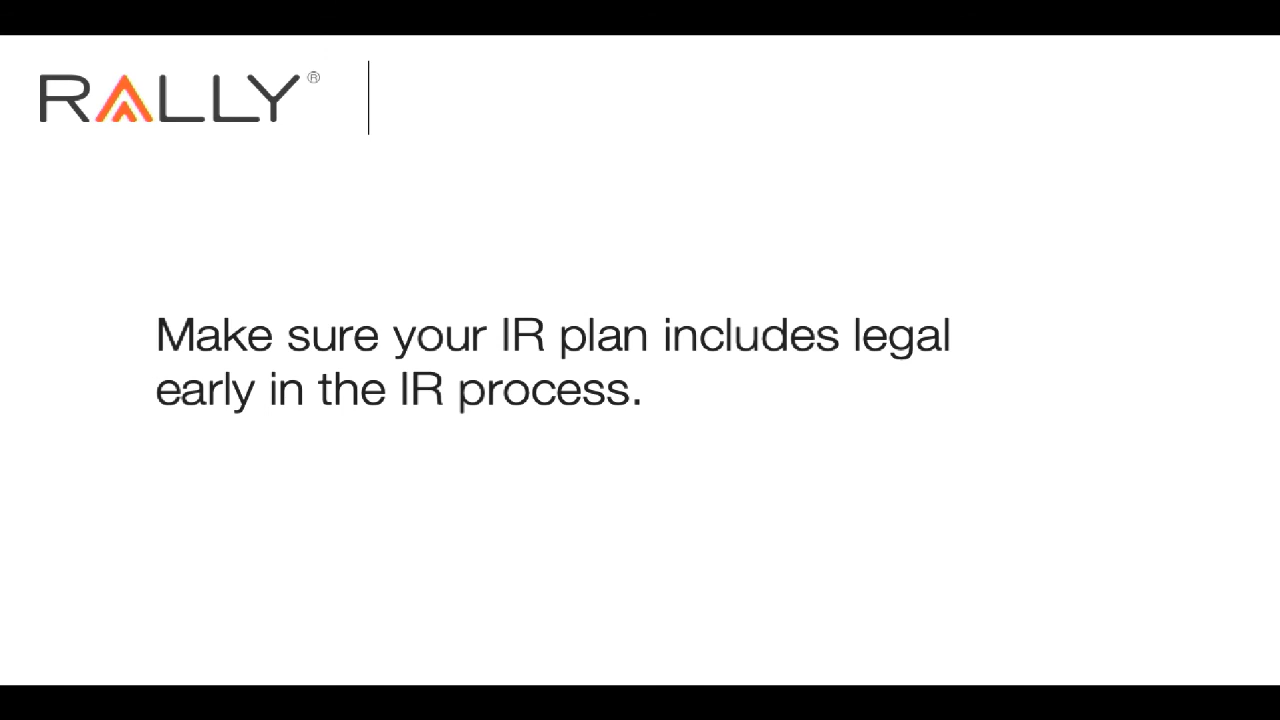 RALLY®
Make sure your IR plan includes legal
early in the IR process.